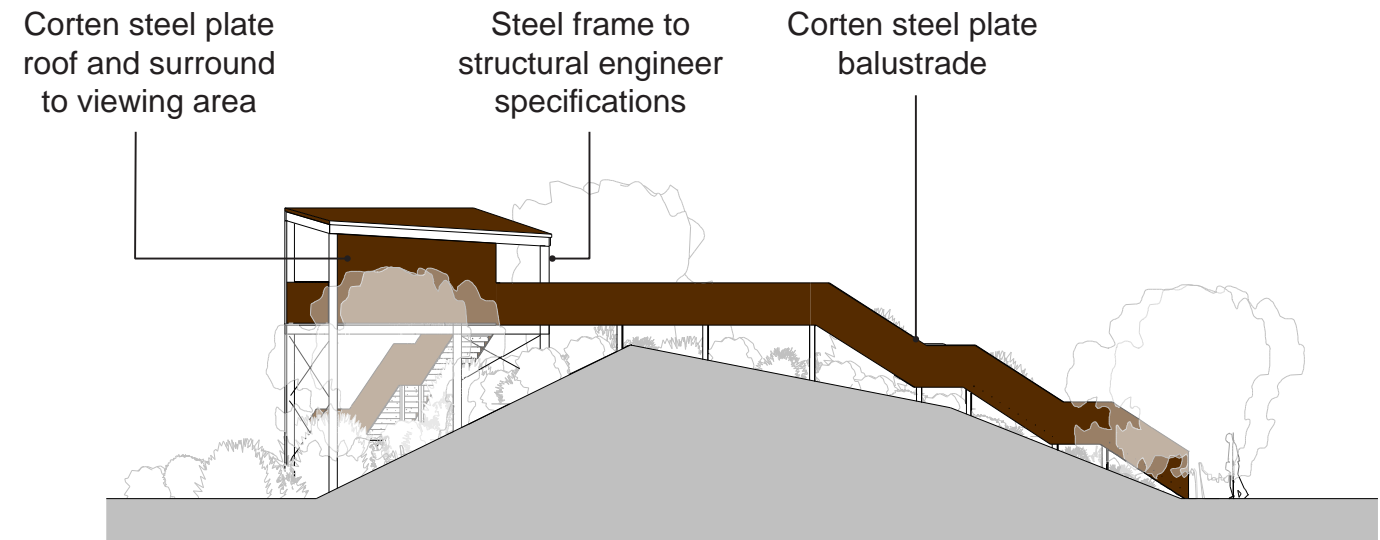 Corten steel plate
roof and surround
to viewing area
Steel frame to
structural engineer
specifications
Corten steel plate
balustrade